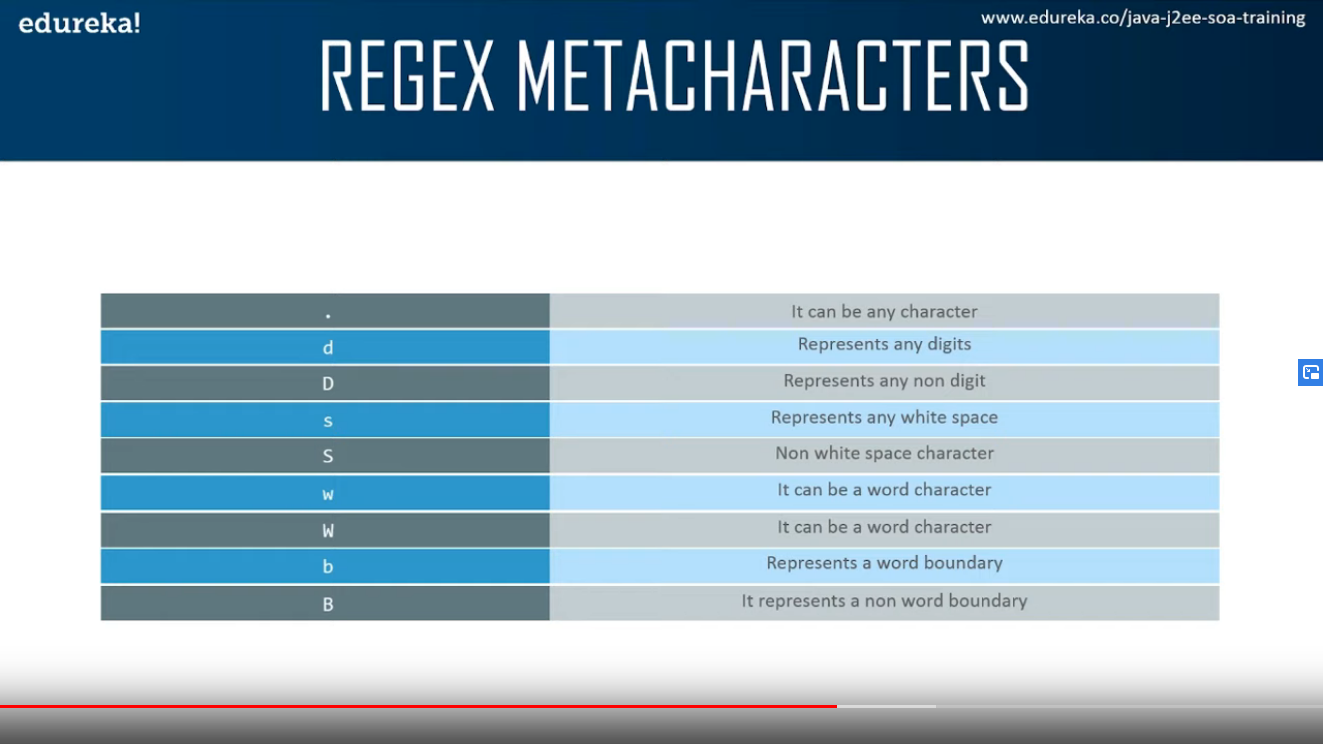 edureka!
www.edureka.co/java-j2ee-soa-training
REGEX METACHARACTERS
. It can be any character
d Represents any digits
D Represents any non digit
s Represents any white space
S Non white space character
w It can be a word character
W It can be a word character
b Represents a word boundary
B It represents a non word boundary